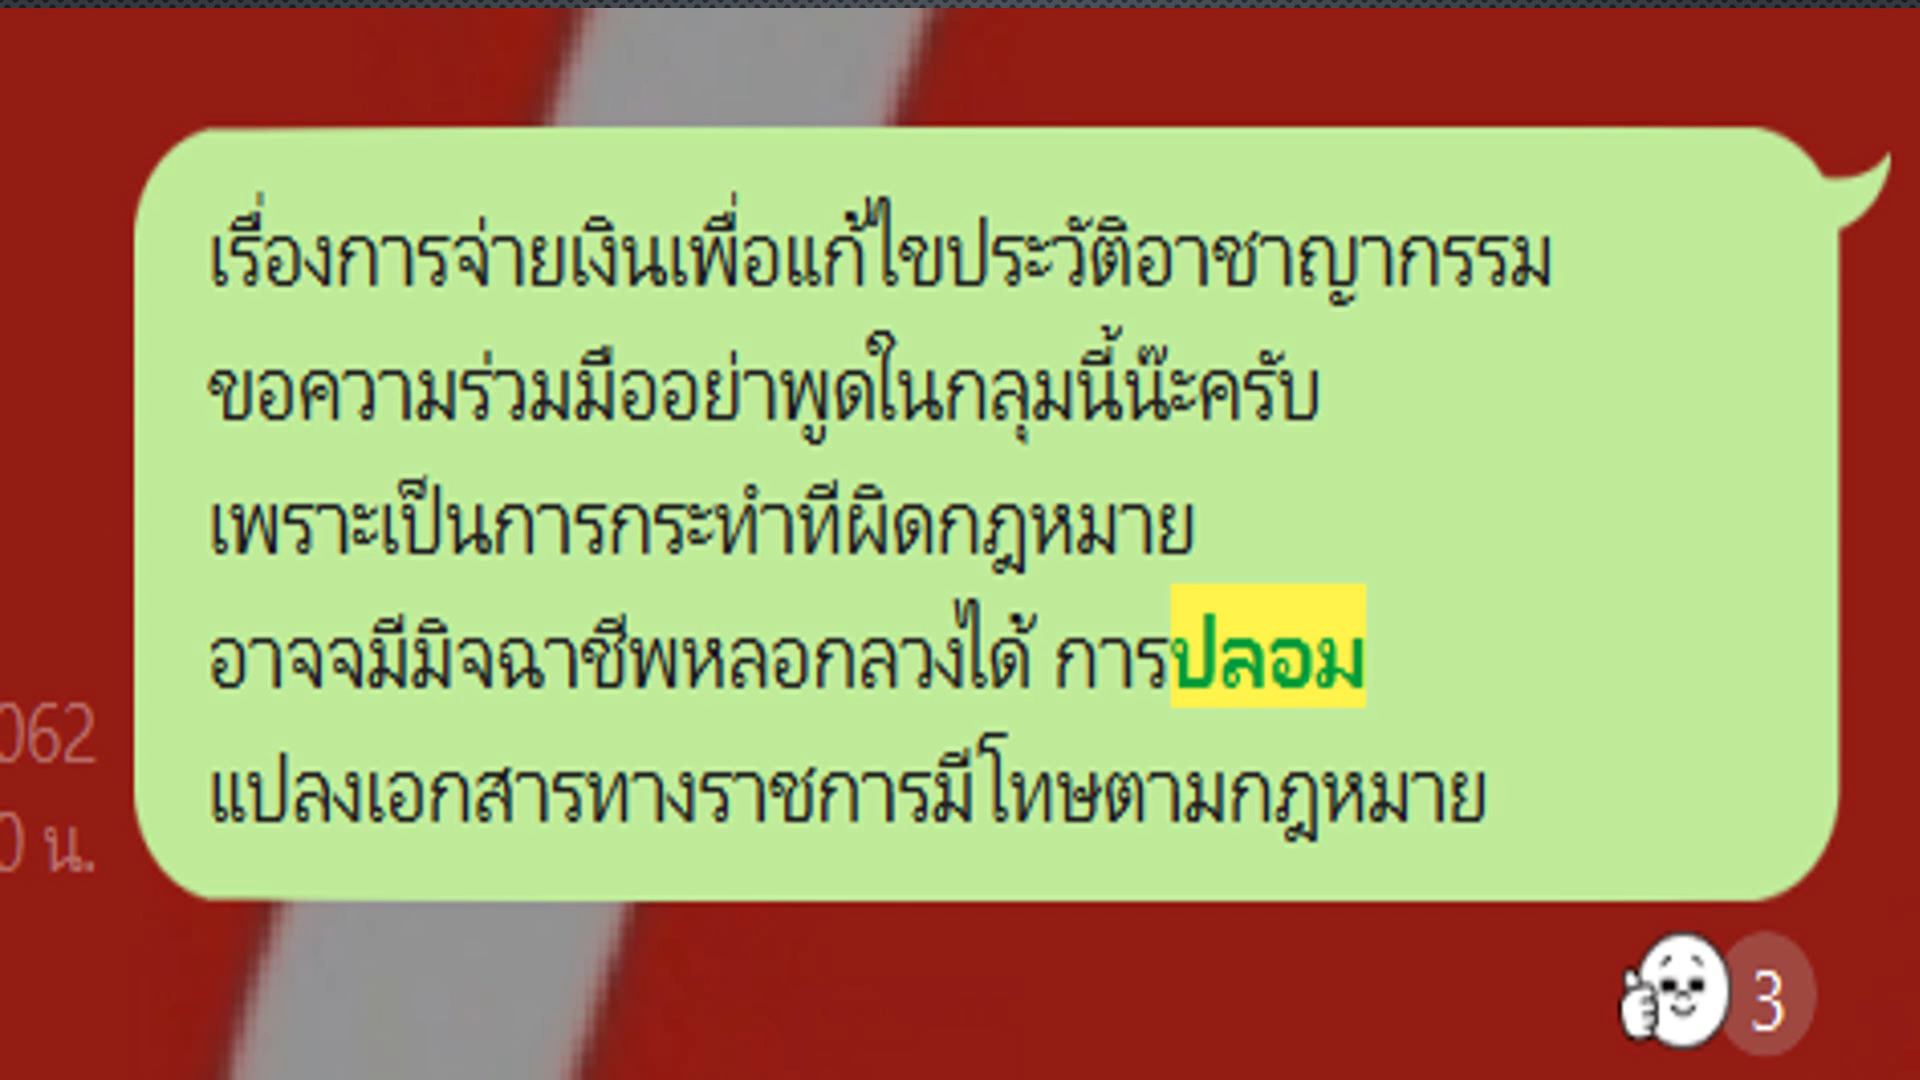 เรื่องการจ่ายเงินเพื่อแก้ไขประวัติอาชาญากรรม
ขอความร่วมมืออย่าพูดในกลุ่มนี้น๊ะครับ
เพราะเป็นการกระทำที่ผิดกฎหมาย
อาจจมีมิจฉาชีพหลอกลวงได้ การปลอม
062
แปลงเอกสารทางราชการมีโทษตามกฎหมาย
0 น.
3